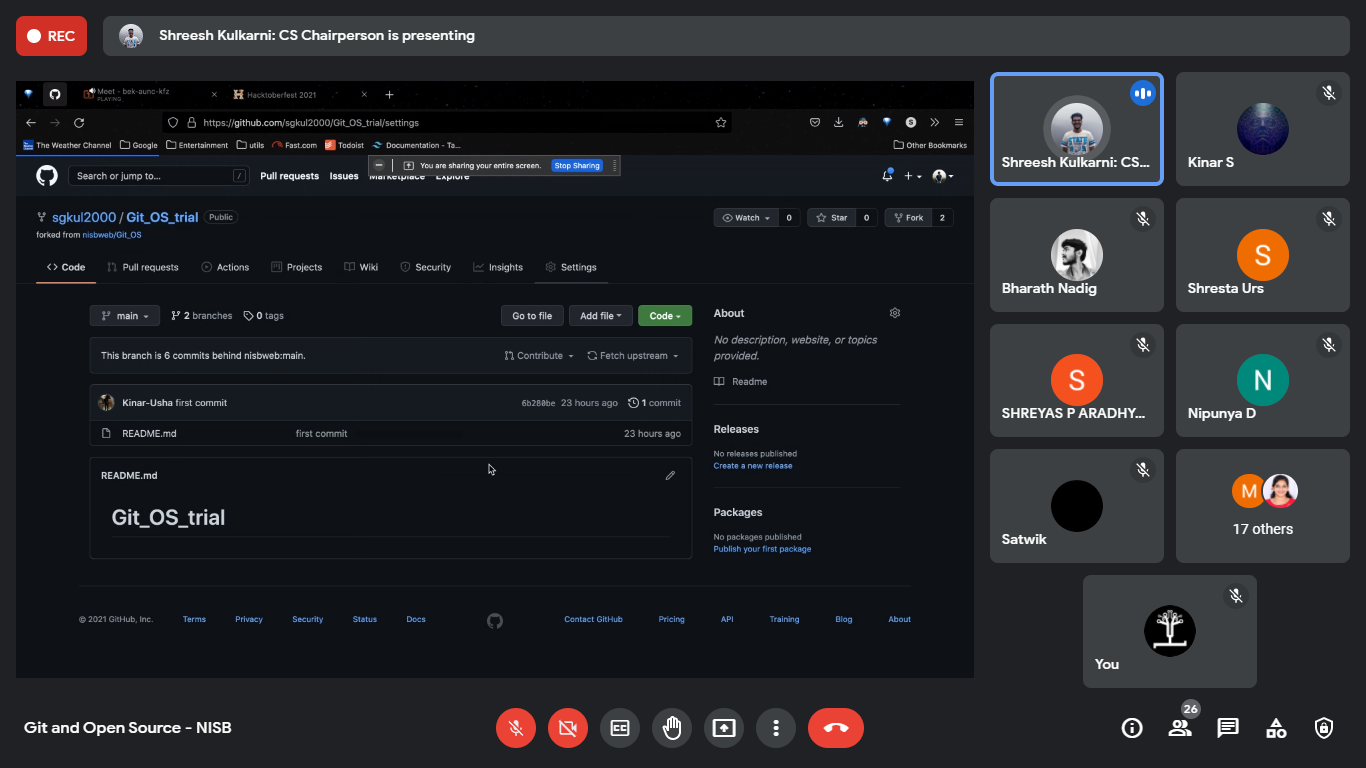 REC
Shreesh Kulkarni: CS Chairperson is presenting
Meet - bek-aunc-kfz
PLAYING
Hacktoberfest 2021
https://github.com/sgkul2000/Git_OS_trial/settings
The Weather Channel
Google
Entertainment
utils
Fast.com
Todoist
Documentation - Ta...
Other Bookmarks
You are sharing your entire screen.
Stop Sharing
Search or jump to...
/
Pull requests
Issues
Marketplace
Explore
sgkul2000 / Git_OS_trial
Public
forked from nisbweb/Git_OS
Watch
0
Star
0
Fork
2
Code
Pull requests
Actions
Projects
Wiki
Security
Insights
Settings
main
2 branches
0 tags
Go to file
Add file
Code
This branch is 6 commits behind nisbweb:main.
Contribute
Fetch upstream
Kinar-Usha first commit
6b280be
23 hours ago
1 commit
README.md
first commit
23 hours ago
README.md
Git_OS_trial
About
No description, website, or topics
provided.
Readme
Releases
No releases published
Create a new release
Packages
No packages published
Publish your first package
© 2021 GitHub, Inc.
Terms
Privacy
Security
Status
Docs
Contact GitHub
Pricing
API
Training
Blog
About
Shreesh Kulkarni: CS...
Kinar S
Bharath Nadig
S
Shresta Urs
S
SHREYAS P ARADHY...
N
Nipunya D
Satwik
M
17 others
You
Git and Open Source - NISB
26